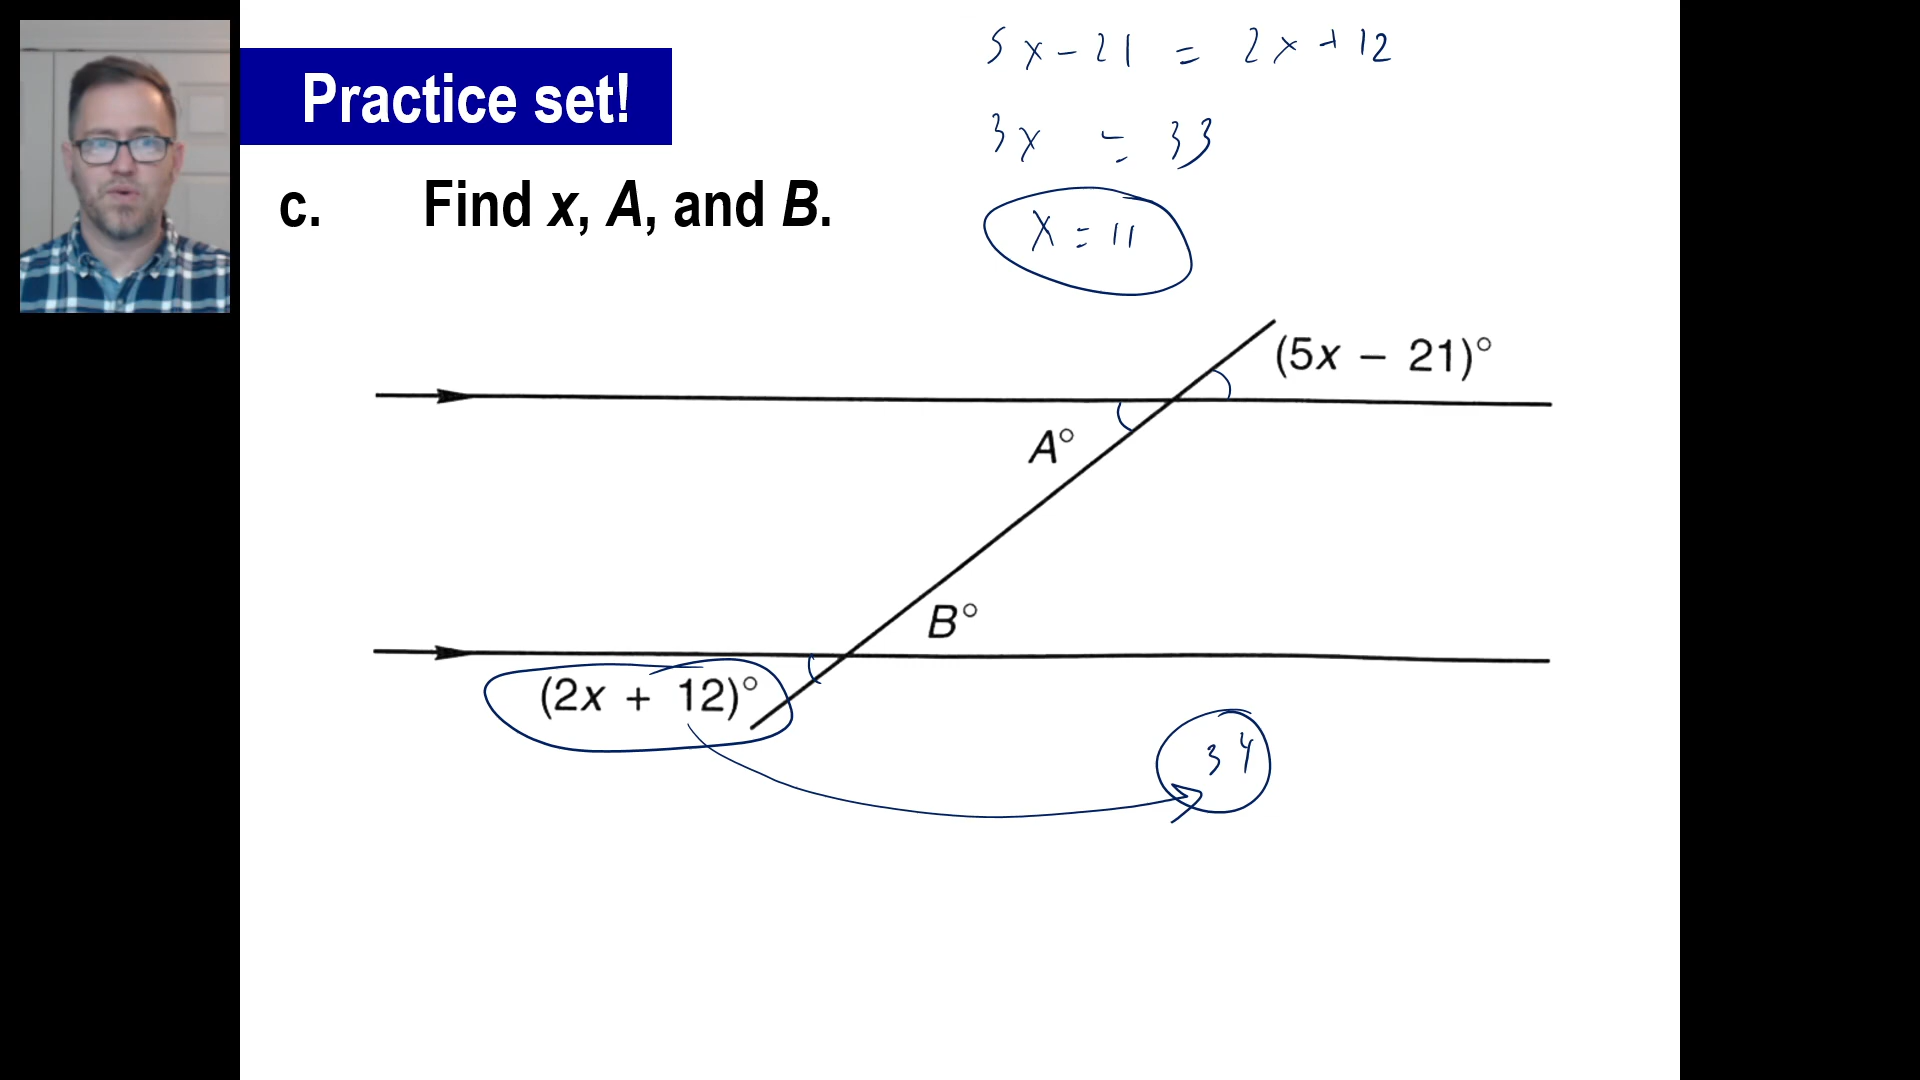 Practice set!
5x-21 = 2x+12
3x = 33
c. Find x, A, and B.
x = 11
(5x − 21)°
A°
B°
(2x + 12)°
34